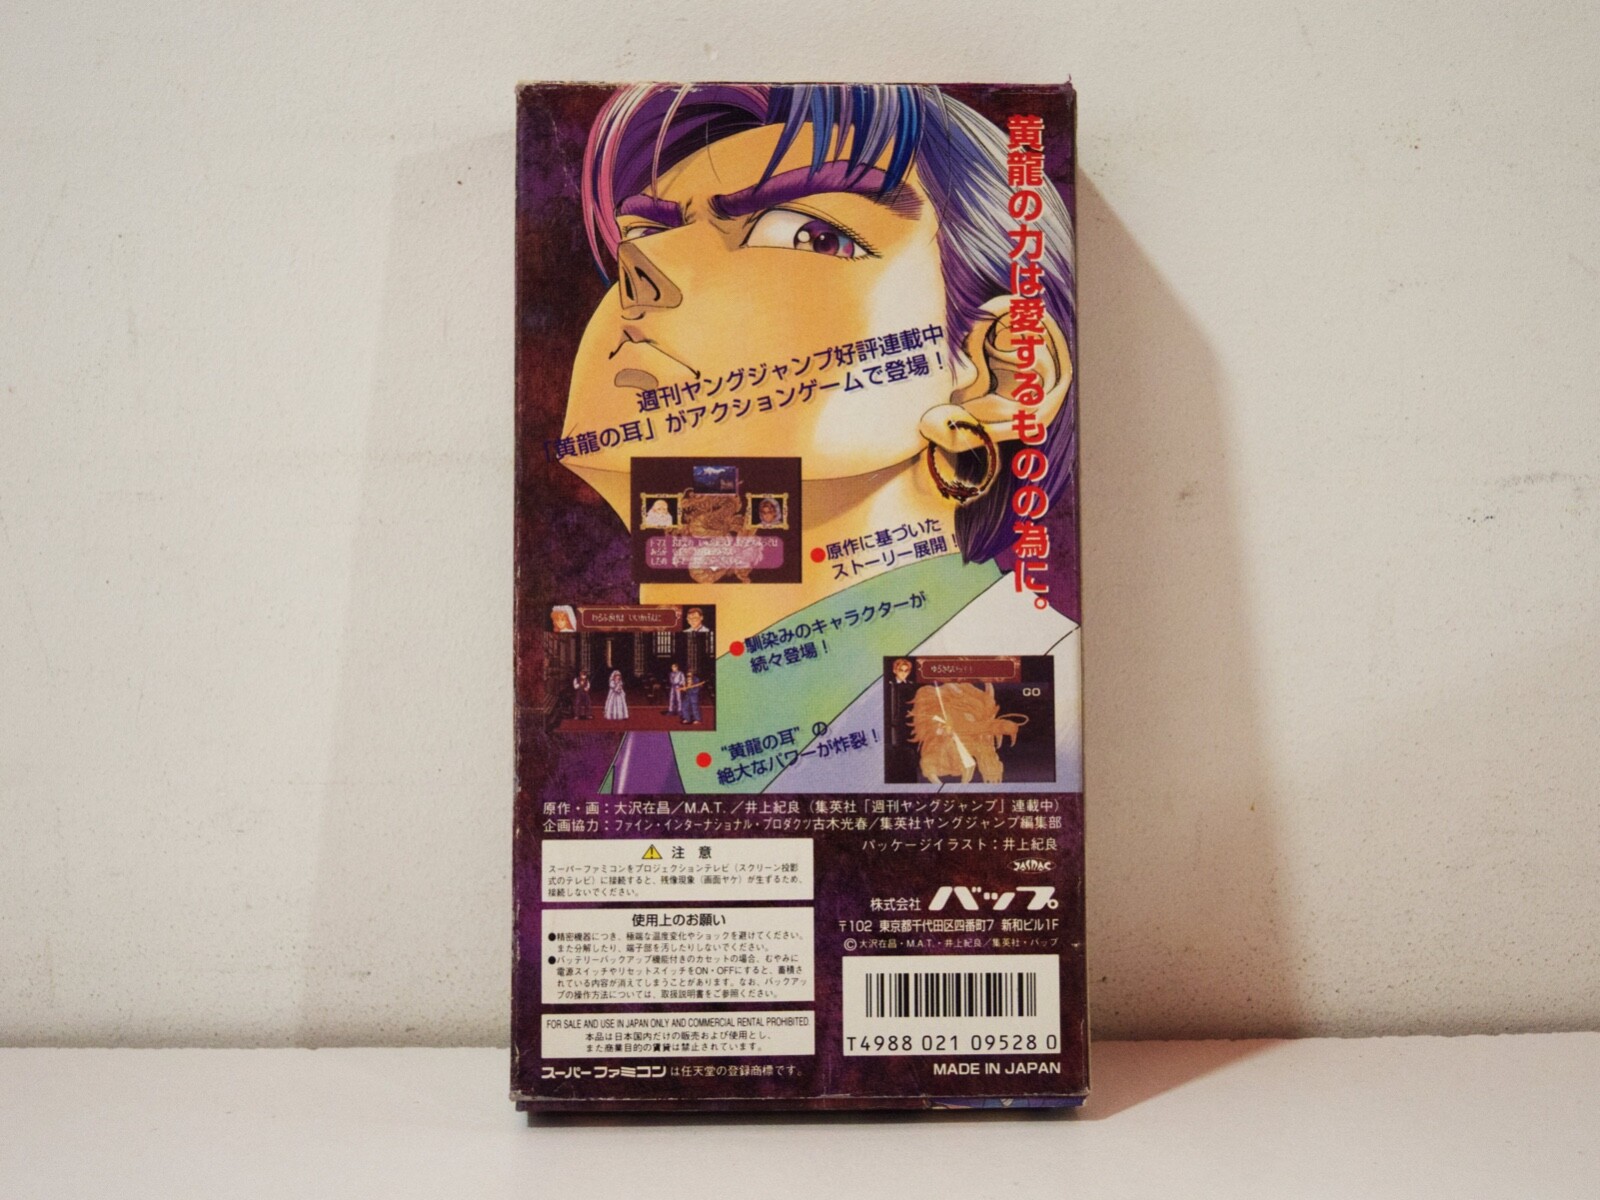 黄龍の力は愛するものの為に。
週刊ヤングジャンプ好評連載中
「黄龍の耳」がアクションゲームで登場！
●原作に基づいた
ストーリー展開！
わるふざけは いいかげんに
●馴染みのキャラクターが
続々登場！
ゆるさない！！
GO
●“黄龍の耳”の
絶大なパワーが炸裂！
原作・画：大沢在昌／M.A.T.／井上紀良（集英社「週刊ヤングジャンプ」連載中）
企画協力：ファイン・インターナショナル・プロダクツ古木光春／集英社ヤングジャンプ編集部
パッケージイラスト：井上紀良
JASRAC
⚠ 注 意
スーパーファミコンをプロジェクションテレビ（スクリーン投影
式のテレビ）に接続すると、残像現象（画面ヤケ）が生ずるため、
接続しないでください。
使用上のお願い
●精密機器につき、極端な温度変化やショックを避けてください。
また分解したり、端子部を汚したりしないでください。
●バッテリーバックアップ機能付きのカセットの場合、むやみに
電源スイッチやリセットスイッチをON・OFFにすると、蓄積さ
れている内容が消えてしまうことがあります。なお、バックアッ
プの操作方法については、取扱説明書をご参照ください。
FOR SALE AND USE IN JAPAN ONLY AND COMMERCIAL RENTAL PROHIBITED.
本品は日本国内だけの販売および使用とし、
また商業目的の賃貸は禁止されています。
スーパーファミコンは任天堂の登録商標です。
株式会社 バップ
〒102 東京都千代田区四番町7 新和ビル1F
©大沢在昌・M.A.T.・井上紀良／集英社・バップ
T4988 021 09528 0
MADE IN JAPAN